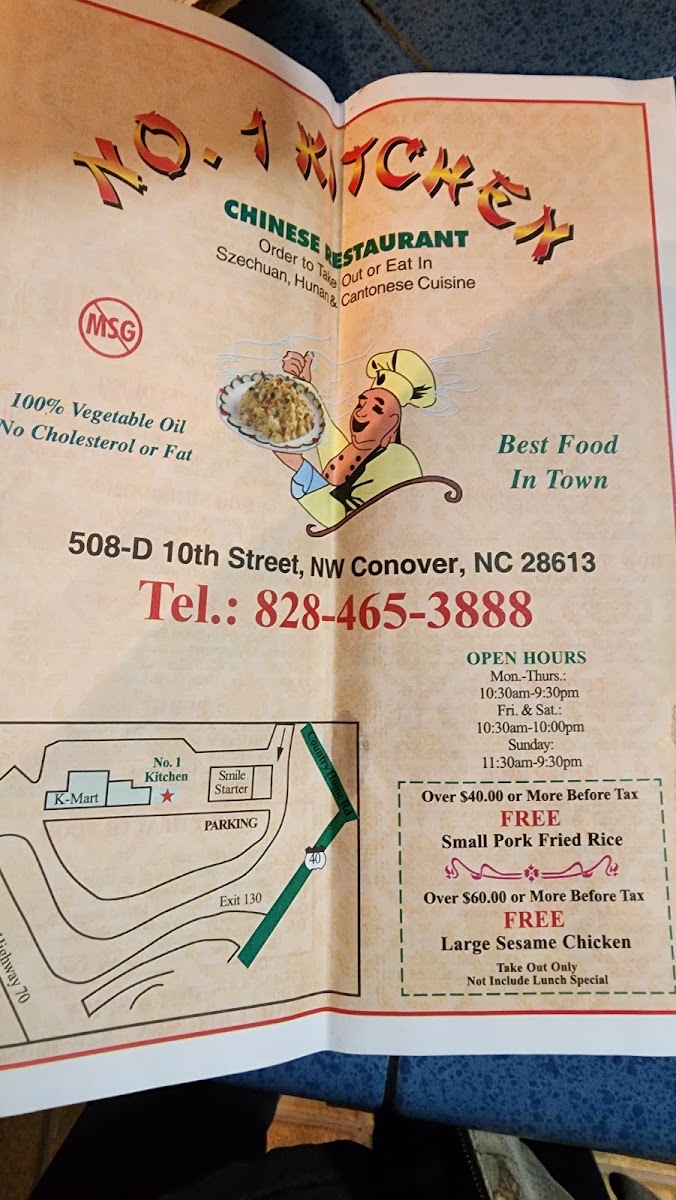 NO. 1 KITCHEN
CHINESE RESTAURANT
Order to Take Out or Eat In
Szechuan, Hunan & Cantonese Cuisine
MSG
100% Vegetable Oil
No Cholesterol or Fat
Best Food
In Town
508-D 10th Street, NW Conover, NC 28613
Tel.: 828-465-3888
OPEN HOURS
Mon.-Thurs.:
10:30am-9:30pm
Fri. & Sat.:
10:30am-10:00pm
Sunday:
11:30am-9:30pm
No. 1
Kitchen
K-Mart
Smile
Starter
PARKING
Country Home Rd
40
Exit 130
Highway 70
Over $40.00 or More Before Tax
FREE
Small Pork Fried Rice
Over $60.00 or More Before Tax
FREE
Large Sesame Chicken
Take Out Only
Not Include Lunch Special